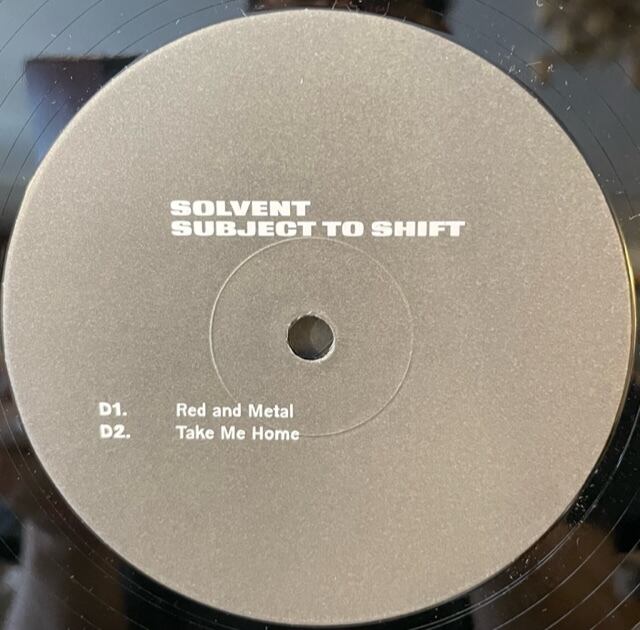 SOLVENT
SUBJECT TO SHIFT
D1. Red and Metal
D2. Take Me Home